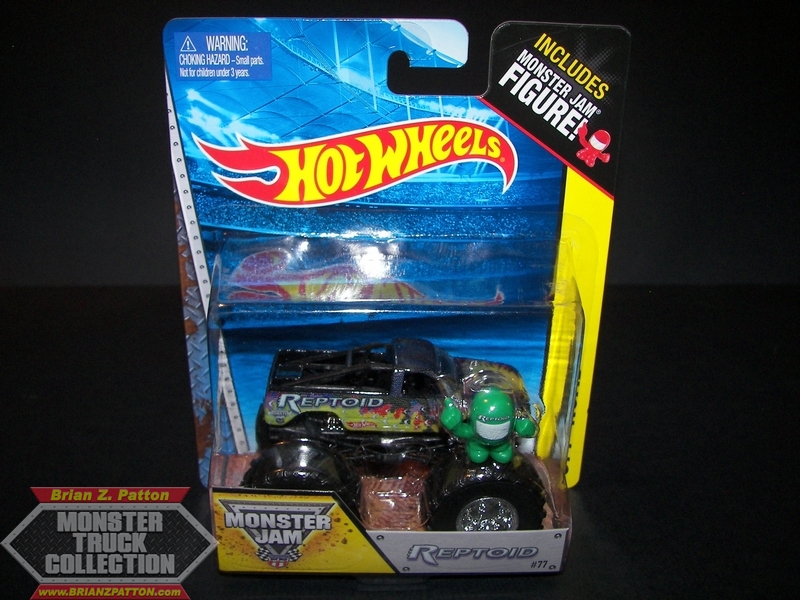 WARNING:
CHOKING HAZARD – Small parts.
Not for children under 3 years.
INCLUDES
MONSTER JAM®
FIGURE!
HOT WHEELS
REPTOID
REPTOID
MONSTER
JAM
REPTOID
#77
Brian Z. Patton
MONSTER
TRUCK
COLLECTION
www.BRIANZPATTON.com